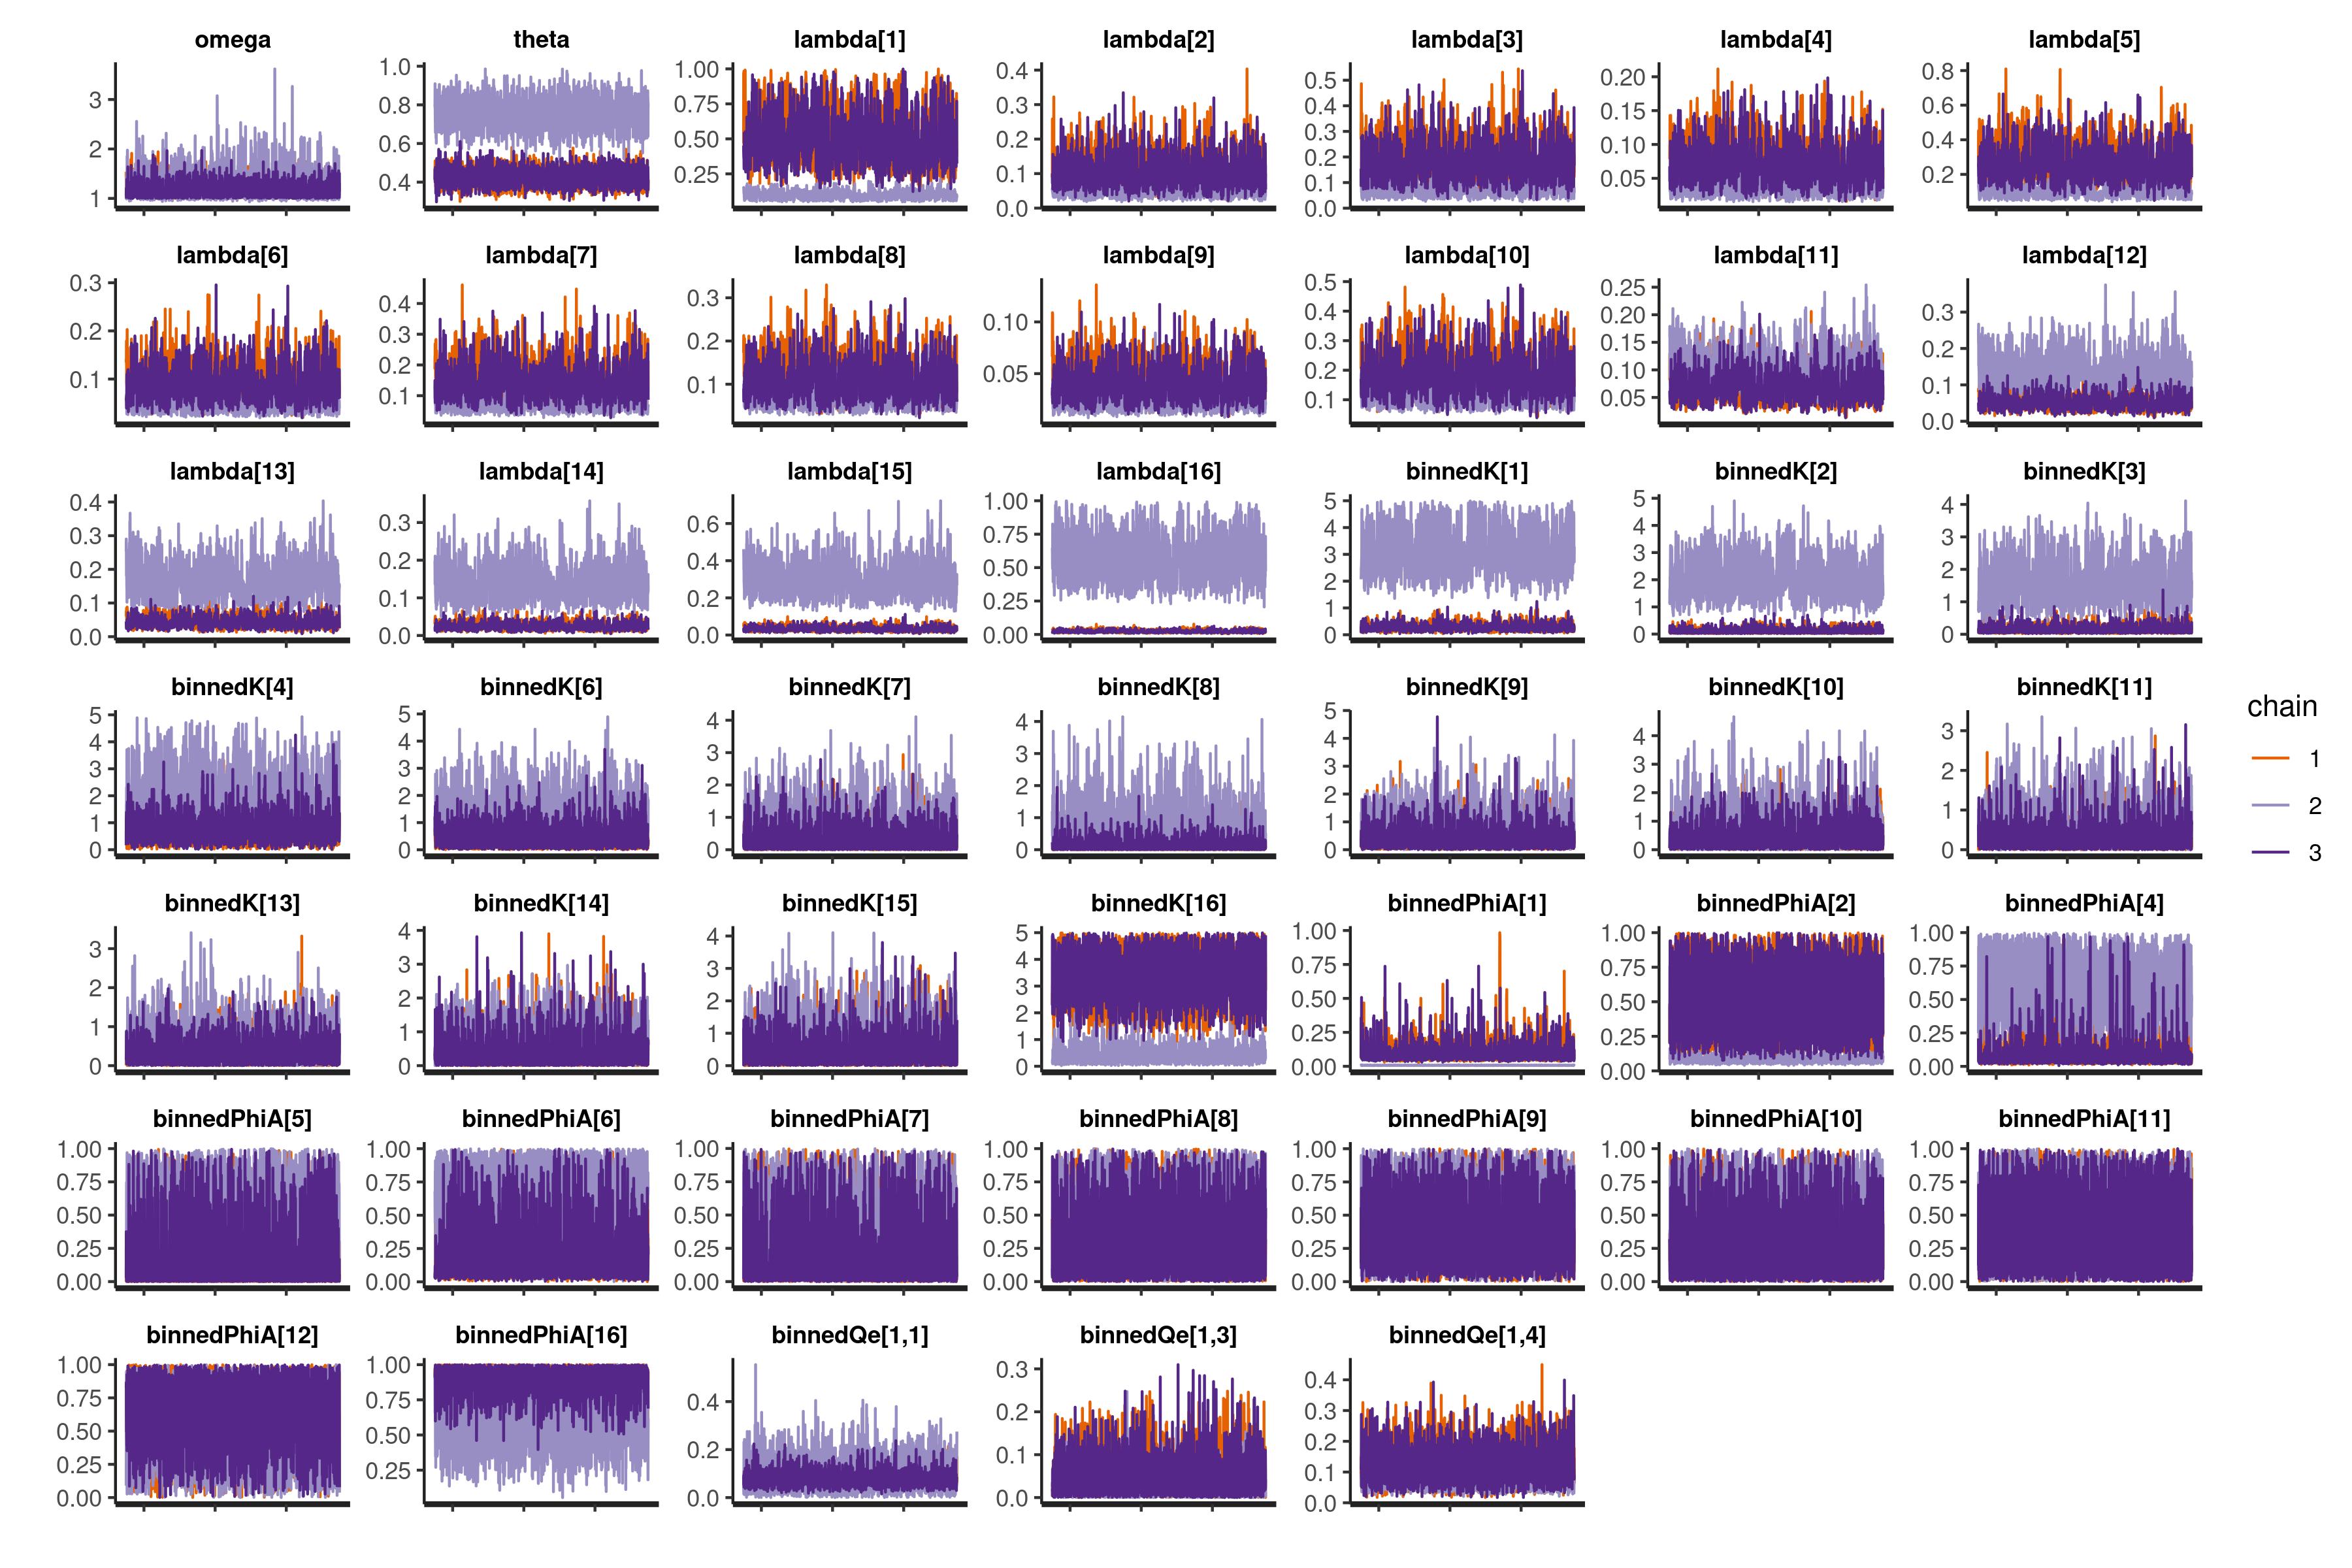 omega theta lambda[1] lambda[2] lambda[3] lambda[4] lambda[5]
3 2 1
1.0 0.8 0.6 0.4
1.00 0.75 0.50 0.25
0.4 0.3 0.2 0.1 0.0
0.5 0.4 0.3 0.2 0.1 0.0
0.20 0.15 0.10 0.05
0.8 0.6 0.4 0.2
lambda[6] lambda[7] lambda[8] lambda[9] lambda[10] lambda[11] lambda[12]
0.3 0.2 0.1
0.4 0.3 0.2 0.1
0.3 0.2 0.1
0.10 0.05
0.5 0.4 0.3 0.2 0.1
0.25 0.20 0.15 0.10 0.05
0.3 0.2 0.1 0.0
lambda[13] lambda[14] lambda[15] lambda[16] binnedK[1] binnedK[2] binnedK[3]
0.4 0.3 0.2 0.1 0.0
0.3 0.2 0.1 0.0
0.6 0.4 0.2 0.0
1.00 0.75 0.50 0.25 0.00
5 4 3 2 1 0
5 4 3 2 1 0
4 3 2 1 0
binnedK[4] binnedK[6] binnedK[7] binnedK[8] binnedK[9] binnedK[10] binnedK[11]
5 4 3 2 1 0
5 4 3 2 1 0
4 3 2 1 0
4 3 2 1 0
5 4 3 2 1 0
4 3 2 1 0
3 2 1 0
chain
1
2
3
binnedK[13] binnedK[14] binnedK[15] binnedK[16] binnedPhiA[1] binnedPhiA[2] binnedPhiA[4]
3 2 1 0
4 3 2 1 0
4 3 2 1 0
5 4 3 2 1 0
1.00 0.75 0.50 0.25 0.00
1.00 0.75 0.50 0.25 0.00
1.00 0.75 0.50 0.25 0.00
binnedPhiA[5] binnedPhiA[6] binnedPhiA[7] binnedPhiA[8] binnedPhiA[9] binnedPhiA[10] binnedPhiA[11]
1.00 0.75 0.50 0.25 0.00
1.00 0.75 0.50 0.25 0.00
1.00 0.75 0.50 0.25 0.00
1.00 0.75 0.50 0.25 0.00
1.00 0.75 0.50 0.25 0.00
1.00 0.75 0.50 0.25 0.00
1.00 0.75 0.50 0.25 0.00
binnedPhiA[12] binnedPhiA[16] binnedQe[1,1] binnedQe[1,3] binnedQe[1,4]
1.00 0.75 0.50 0.25 0.00
1.00 0.75 0.50 0.25
0.4 0.2 0.0
0.3 0.2 0.1 0.0
0.4 0.3 0.2 0.1 0.0